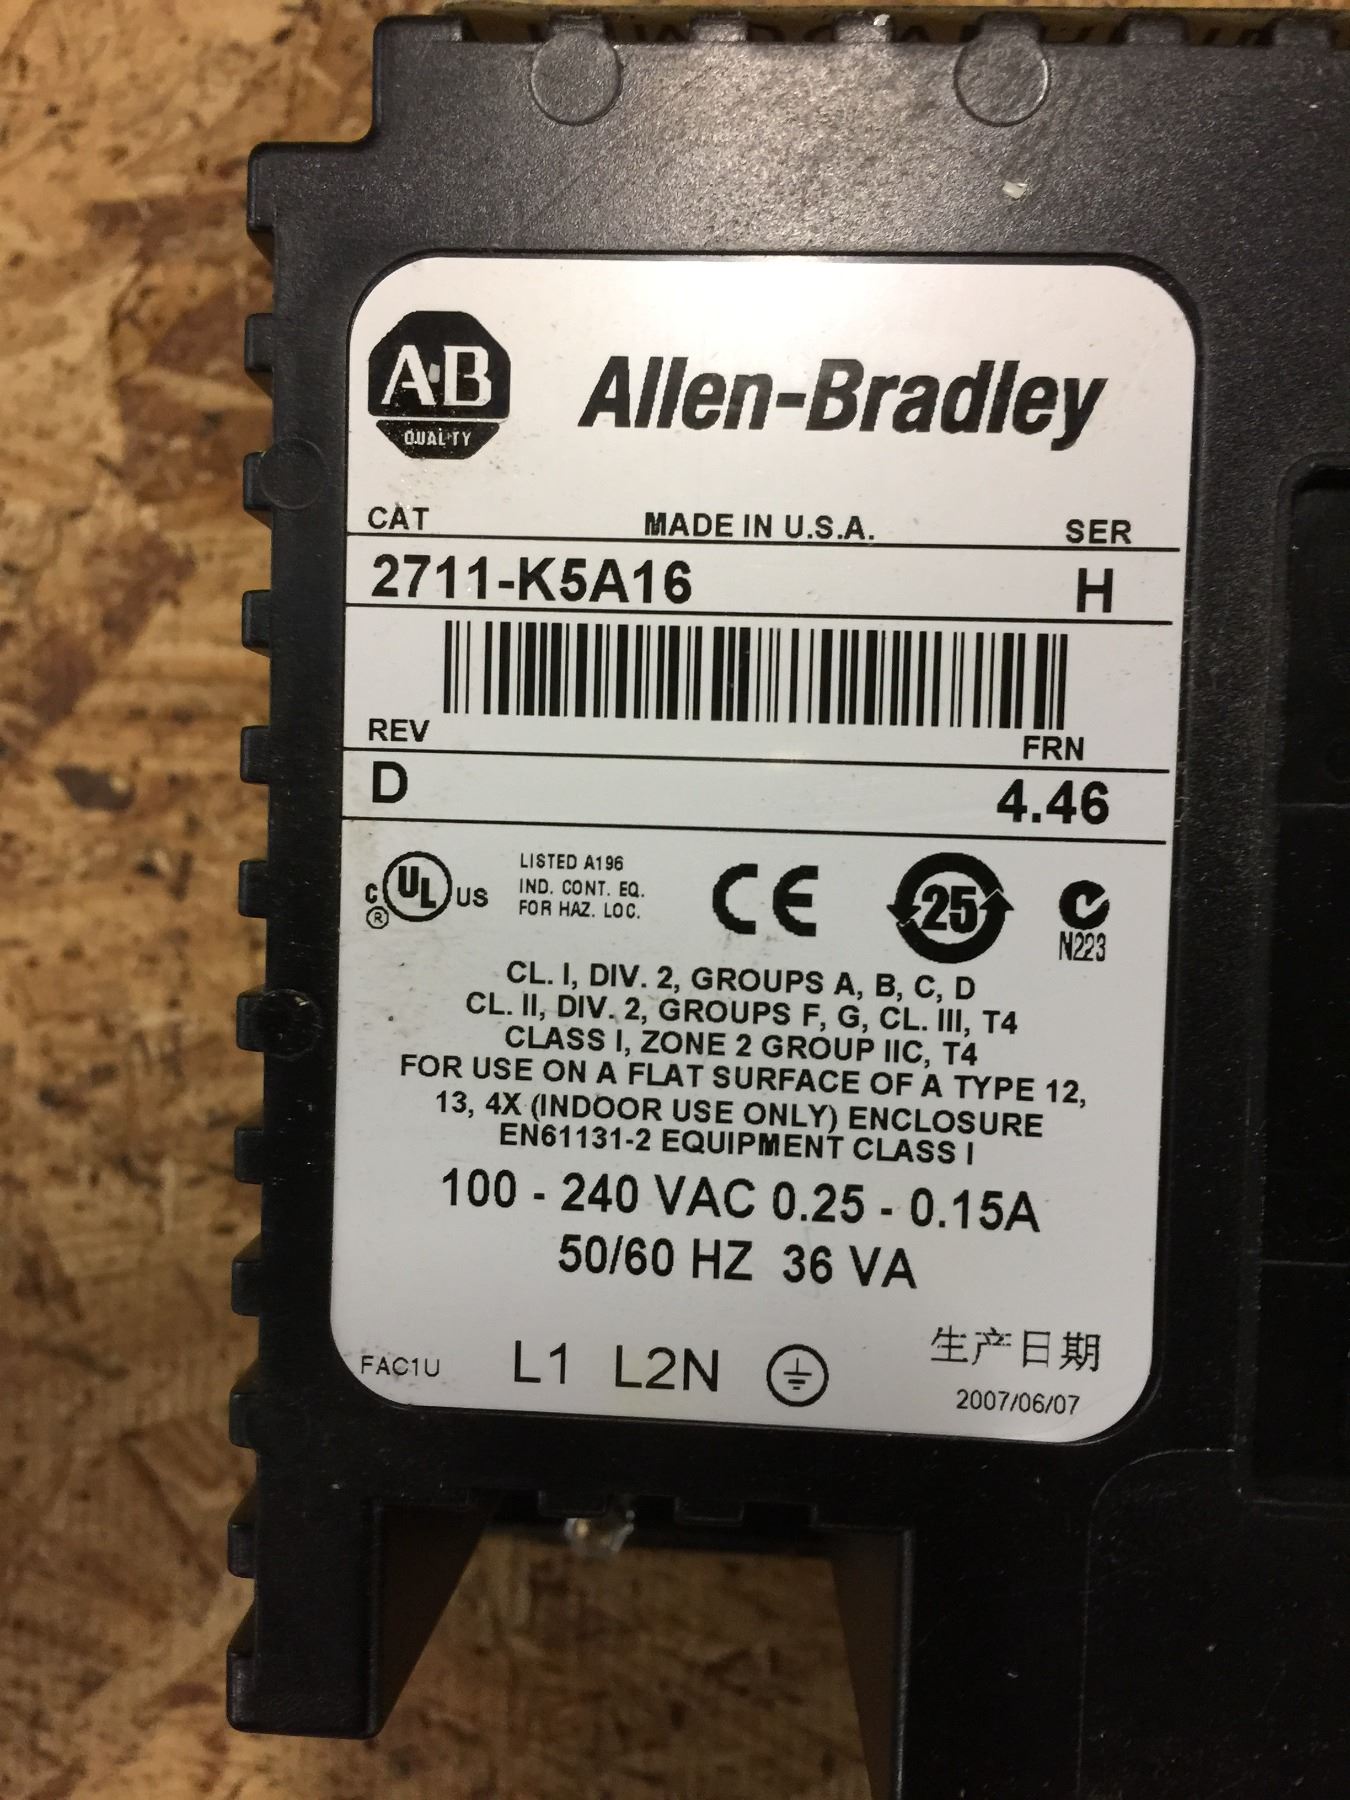 A·B
QUALITY
Allen-Bradley
CAT MADE IN U.S.A. SER
2711-K5A16 H
REV FRN
D 4.46
C UL US
®
LISTED A196
IND. CONT. EQ.
FOR HAZ. LOC.
CE
25
N223
CL. I, DIV. 2, GROUPS A, B, C, D
CL. II, DIV. 2, GROUPS F, G, CL. III, T4
CLASS I, ZONE 2 GROUP IIC, T4
FOR USE ON A FLAT SURFACE OF A TYPE 12,
13, 4X (INDOOR USE ONLY) ENCLOSURE
EN61131-2 EQUIPMENT CLASS I
100 - 240 VAC 0.25 - 0.15A
50/60 HZ 36 VA
FAC1U L1 L2N 生产日期
2007/06/07